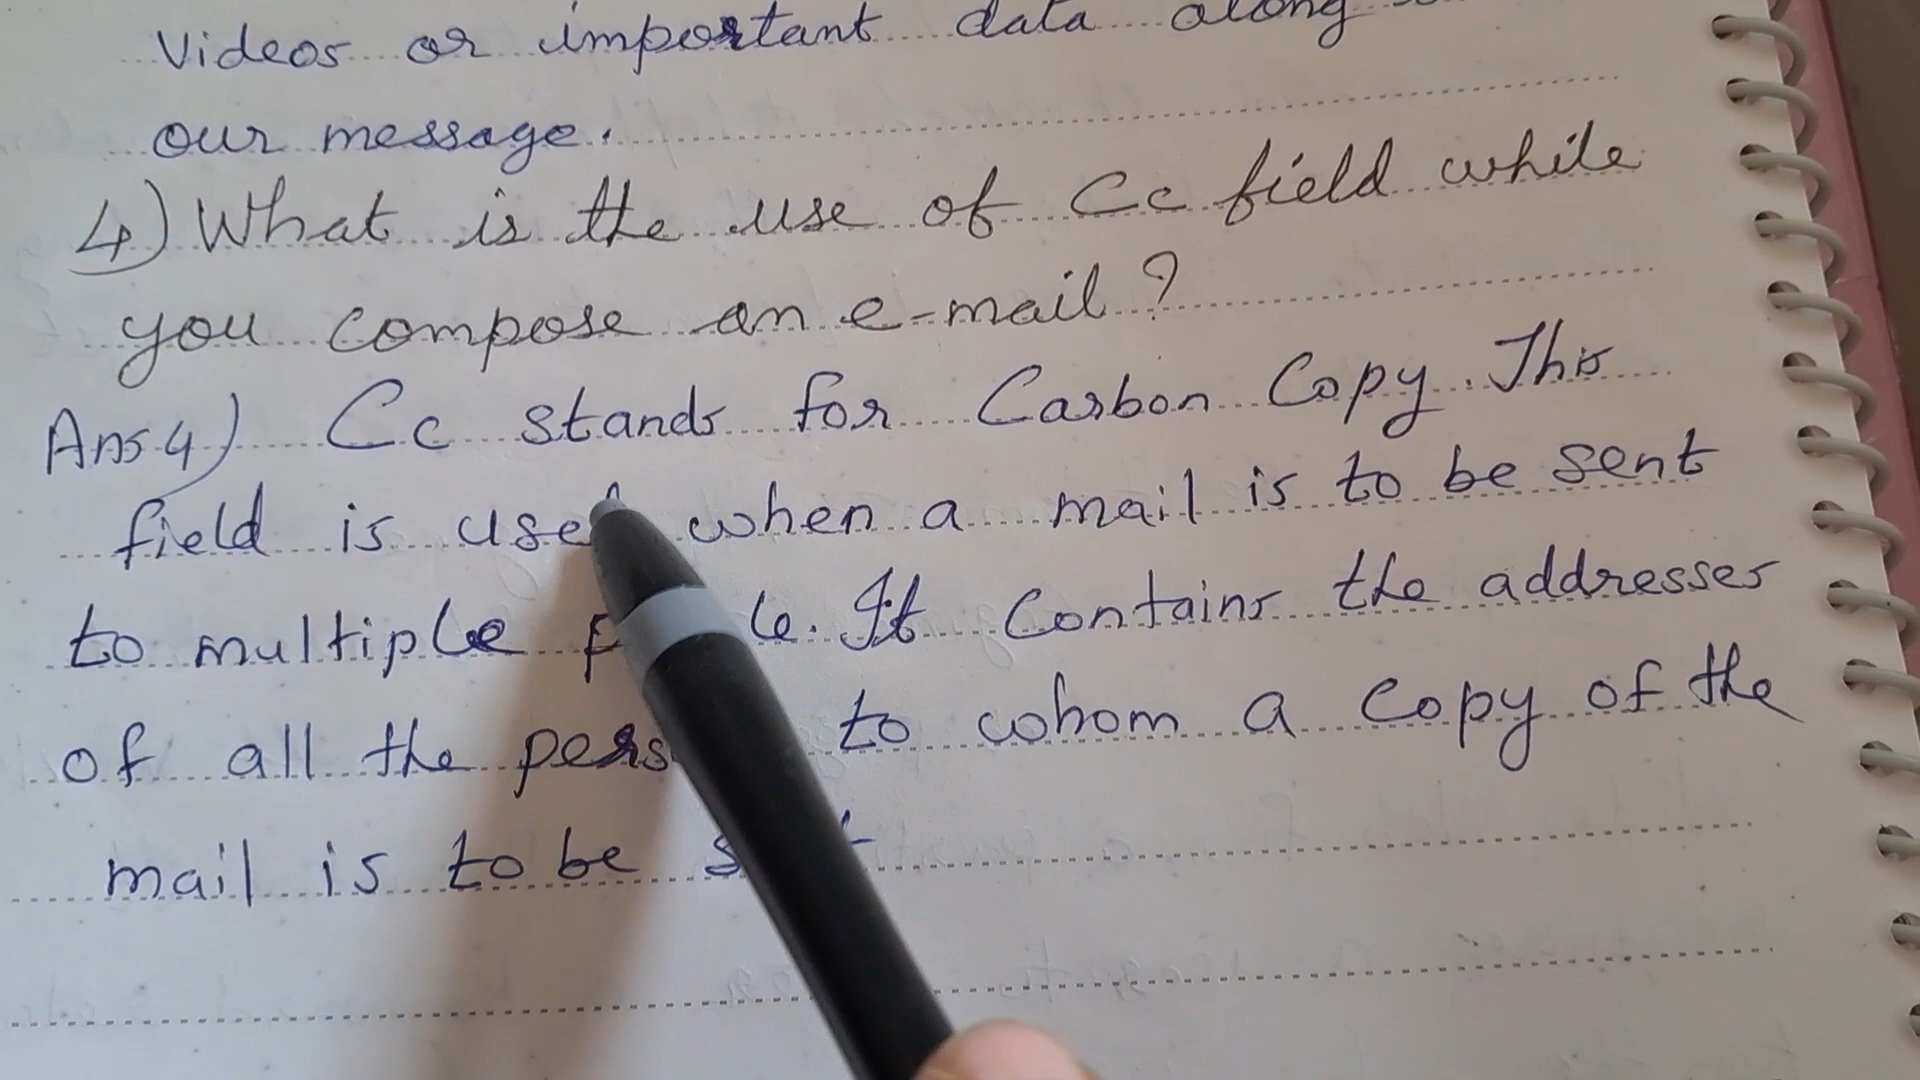 Videos or important data along
our message.
4) What is the use of Cc field while
you compose an e-mail?
Ans 4) Cc stands for Carbon Copy. This
field is use when a mail is to be sent
to multiple It contains the addresses
of all the to whom a copy of the
mail is to be